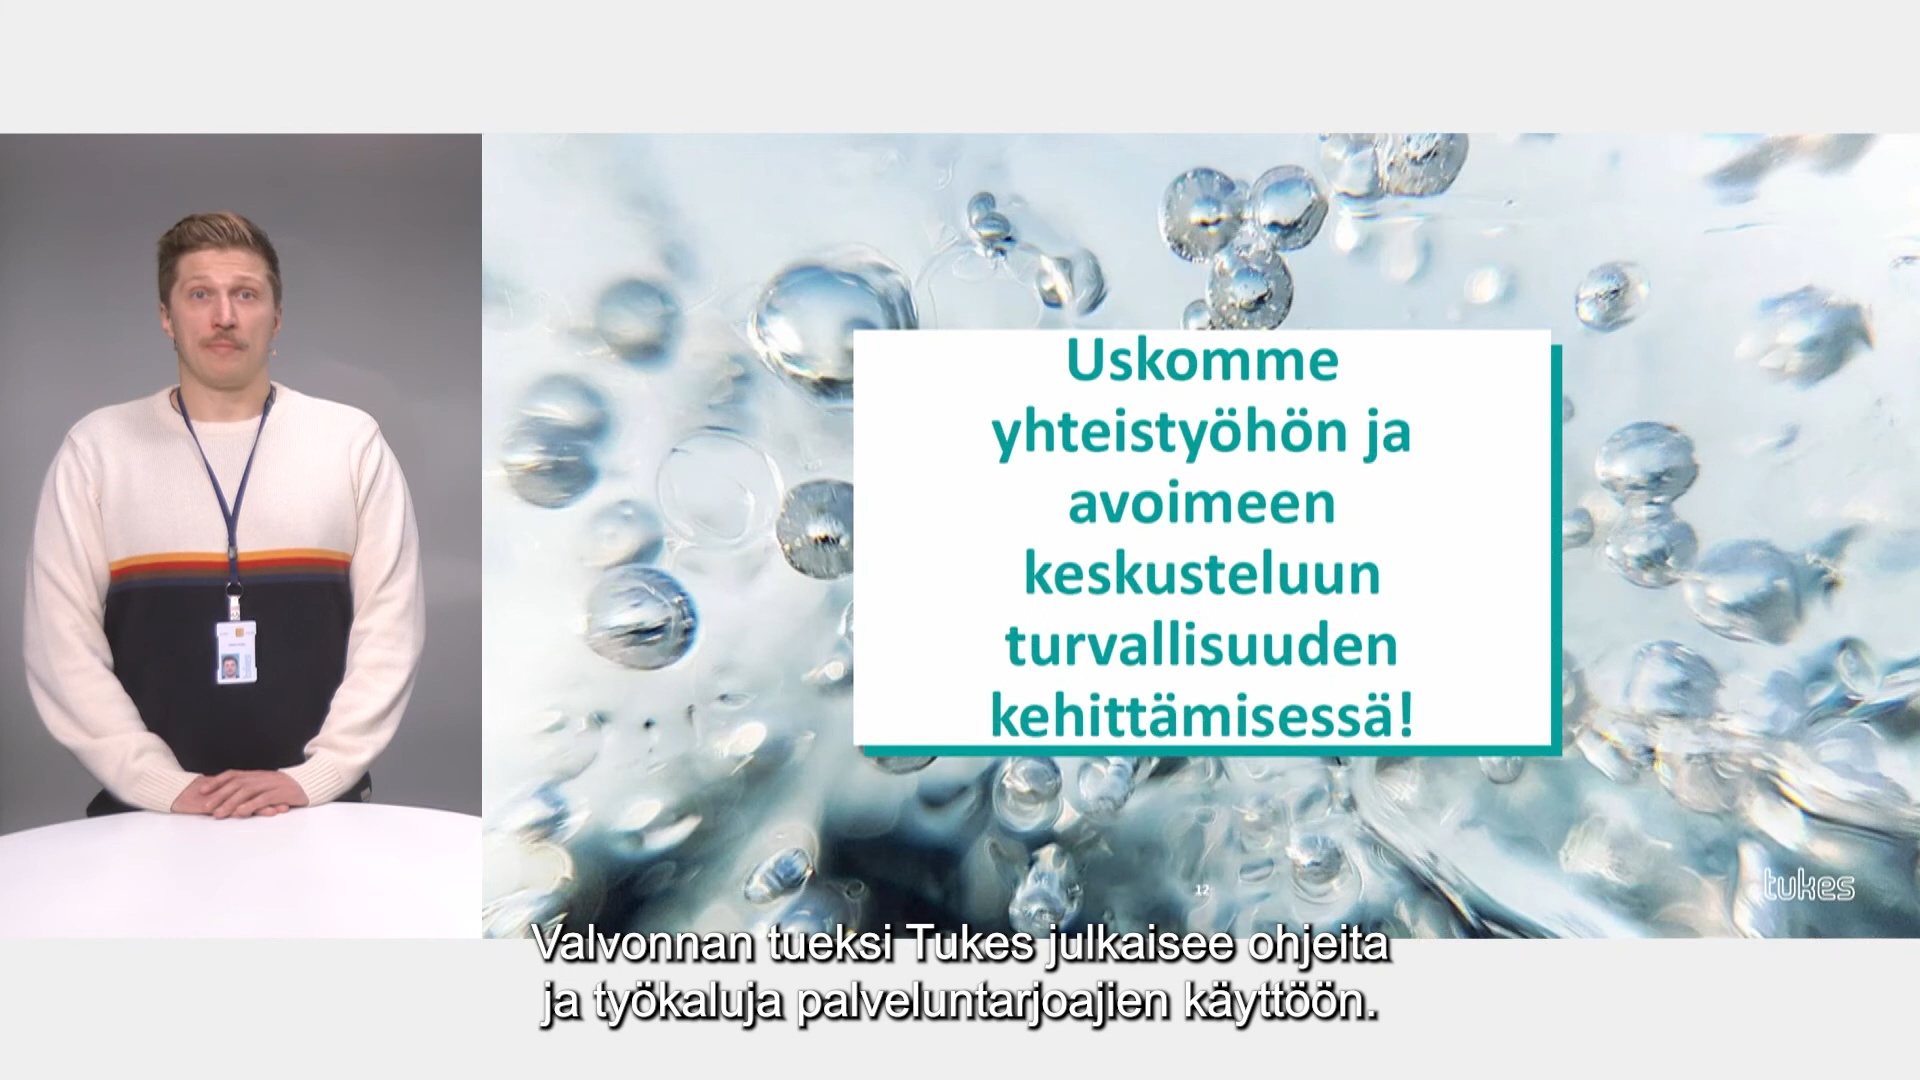 Uskomme
yhteistyöhön ja
avoimeen
keskusteluun
turvallisuuden
kehittämisessä!
12
tukes
Valvonnan tueksi Tukes julkaisee ohjeita
ja työkaluja palveluntarjoajien käyttöön.